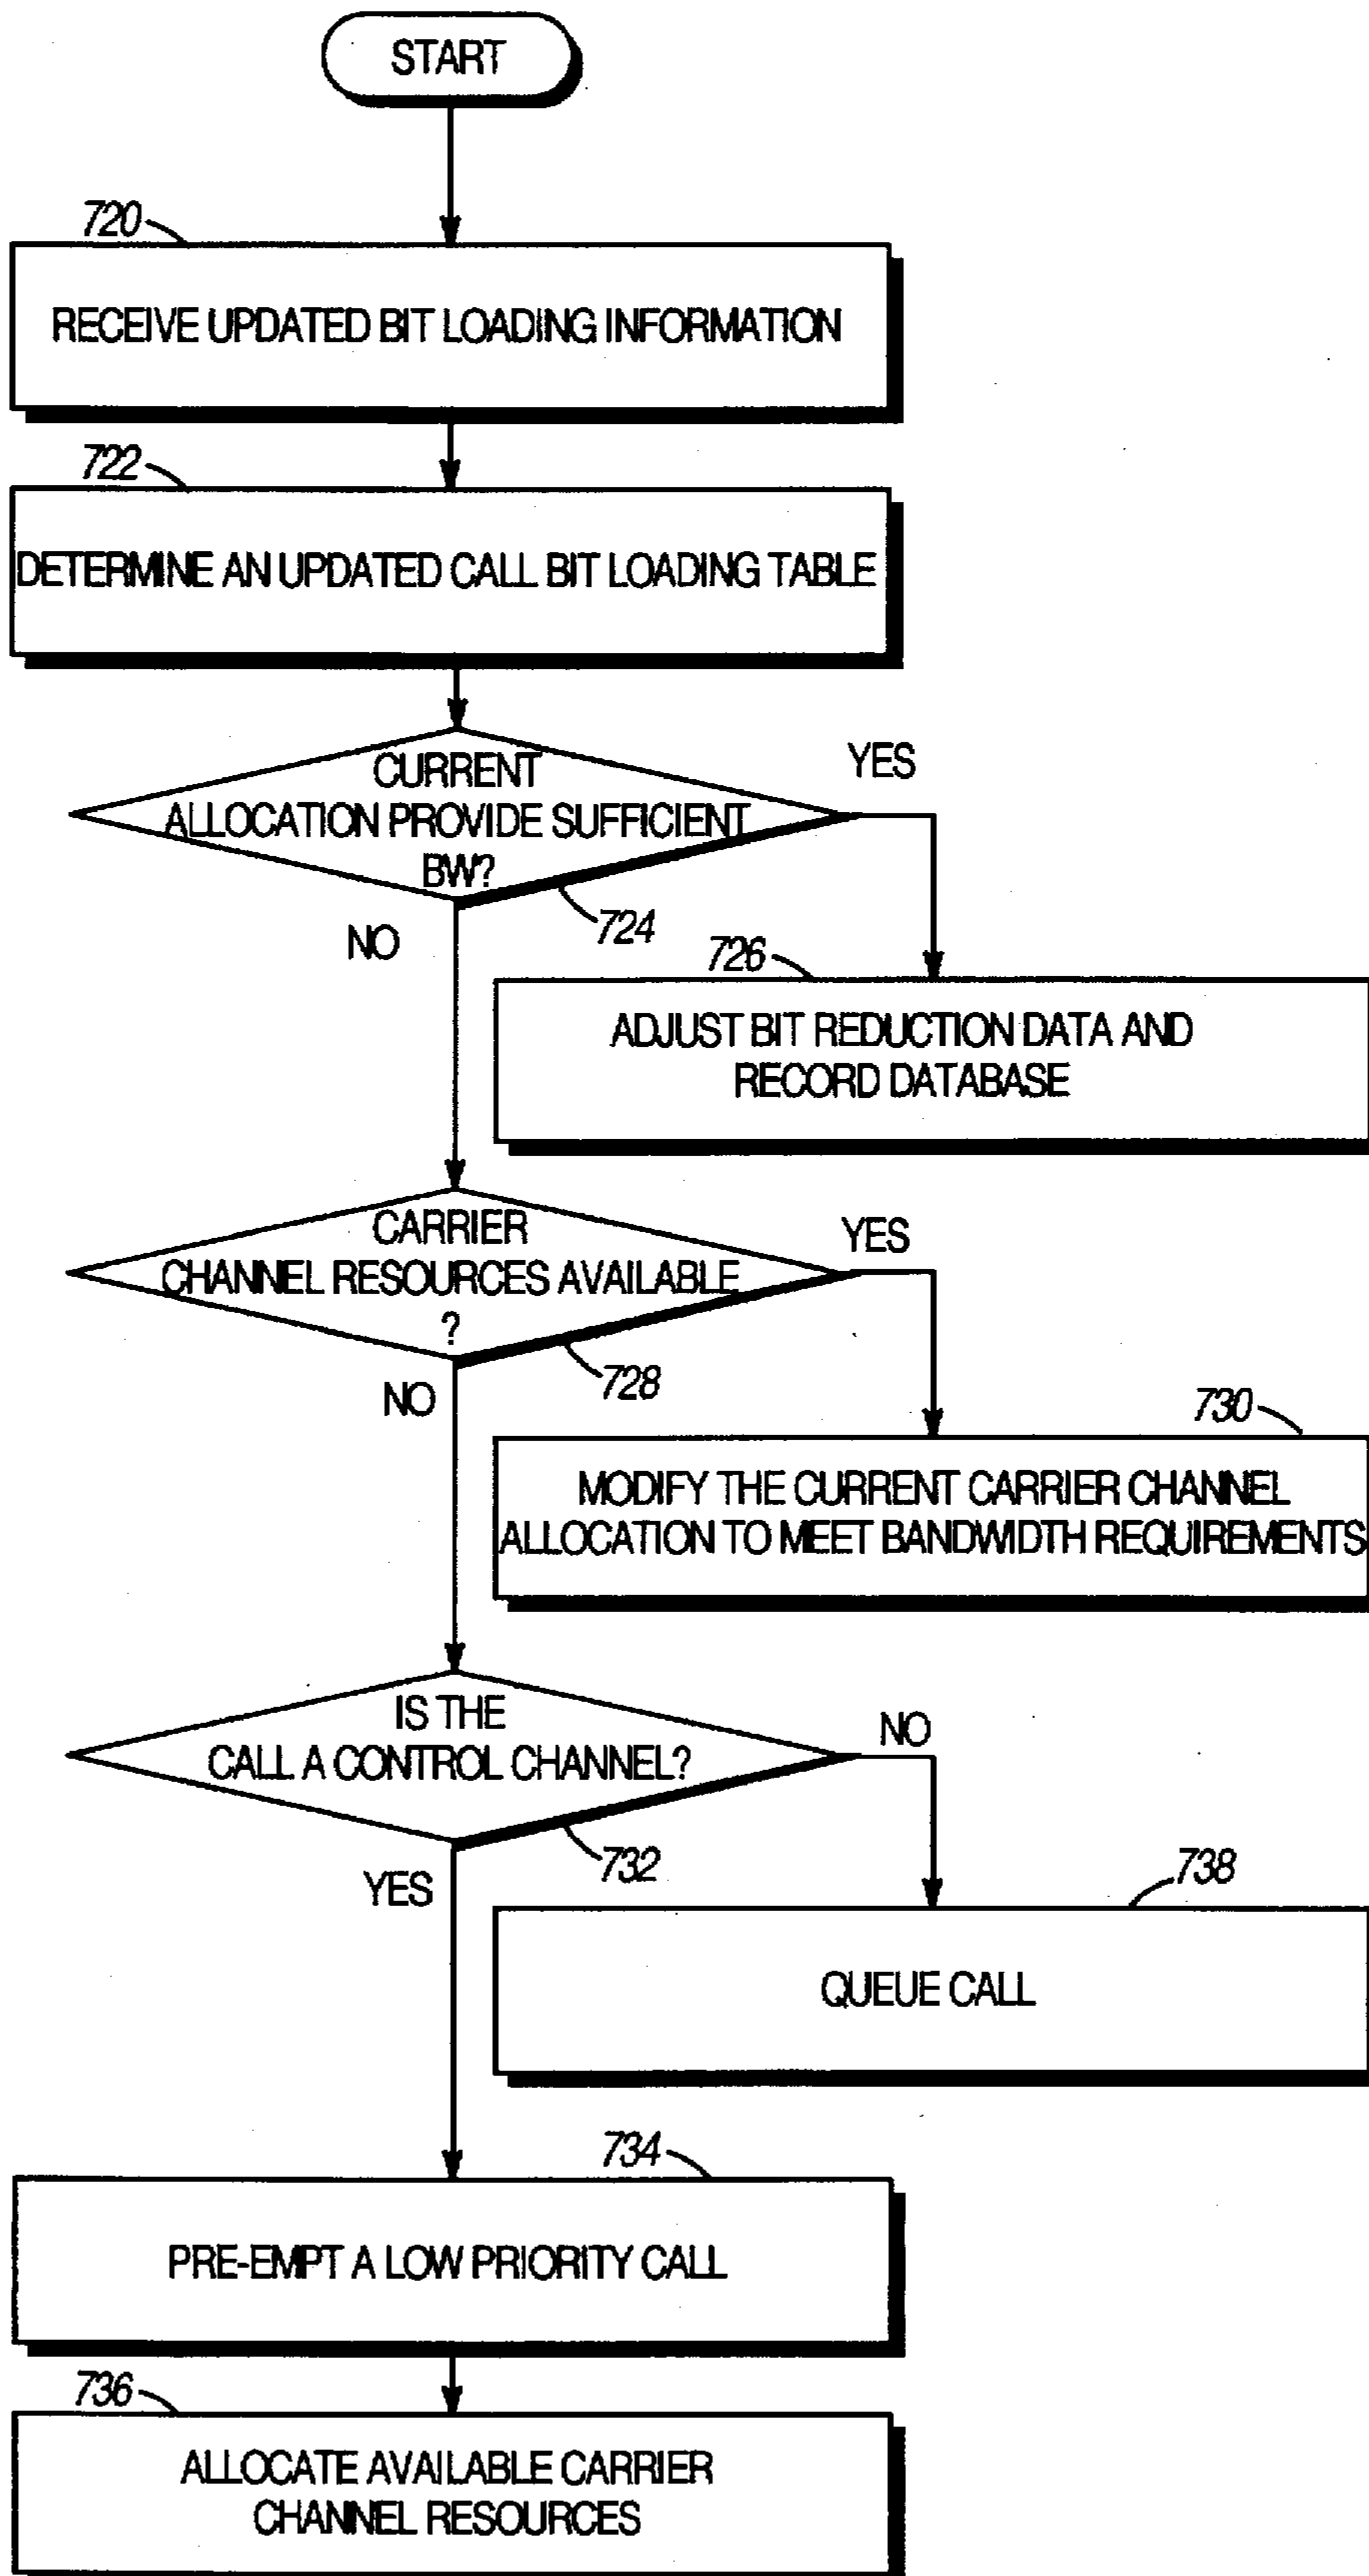 START
720
RECEIVE UPDATED BIT LOADING INFORMATION
722
DETERMINE AN UPDATED CALL BIT LOADING TABLE
CURRENT
ALLOCATION PROVIDE SUFFICIENT
BW?
YES
724
NO
726
ADJUST BIT REDUCTION DATA AND
RECORD DATABASE
CARRIER
CHANNEL RESOURCES AVAILABLE
?
YES
728
NO
730
MODIFY THE CURRENT CARRIER CHANNEL
ALLOCATION TO MEET BANDWIDTH REQUIREMENTS
IS THE
CALL A CONTROL CHANNEL?
NO
732
YES
738
QUEUE CALL
734
PRE-EMPT A LOW PRIORITY CALL
736
ALLOCATE AVAILABLE CARRIER
CHANNEL RESOURCES